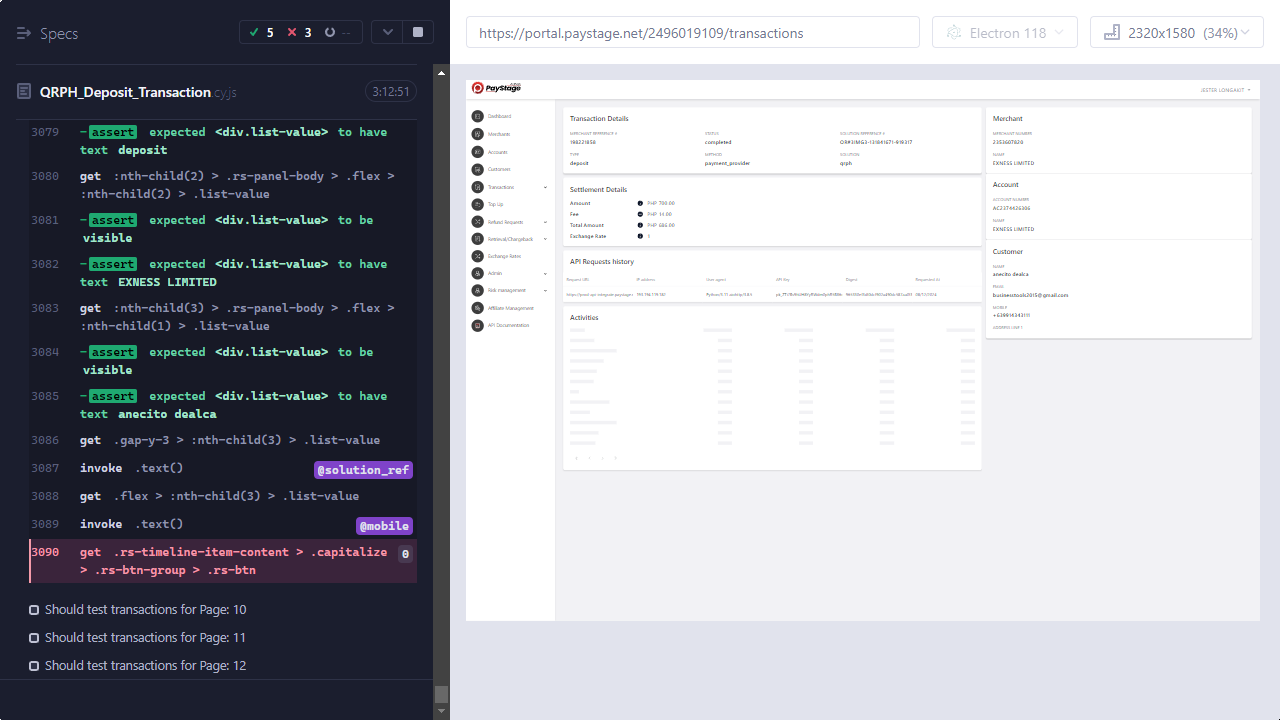 Specs
5
3
--
https://portal.paystage.net/2496019109/transactions
Electron 118
2320x1580 (34%)
QRPH_Deposit_Transaction.cy.js
3:12:51
3079 -assert expected <div.list-value> to have
text deposit
3080 get :nth-child(2) > .rs-panel-body > .flex >
:nth-child(2) > .list-value
3081 -assert expected <div.list-value> to be
visible
3082 -assert expected <div.list-value> to have
text EXNESS LIMITED
3083 get :nth-child(3) > .rs-panel-body > .flex >
:nth-child(1) > .list-value
3084 -assert expected <div.list-value> to be
visible
3085 -assert expected <div.list-value> to have
text anecito dealca
3086 get .gap-y-3 > :nth-child(3) > .list-value
3087 invoke .text() @solution_ref
3088 get .flex > :nth-child(3) > .list-value
3089 invoke .text() @mobile
3090 get .rs-timeline-item-content > .capitalize 0
> .rs-btn-group > .rs-btn
Should test transactions for Page: 10
Should test transactions for Page: 11
Should test transactions for Page: 12
PayStage
JESTER LONGAKIT
Dashboard
Merchants
Accounts
Customers
Transactions
Top Up
Refund Requests
Retrieval/Chargeback
Exchange Rates
Admin
Risk management
Affiliate Management
API Documentation
Transaction Details
MERCHANT REFERENCE #
STATUS
completed
SOLUTION REFERENCE #
TYPE
deposit
METHOD
payment_provider
SOLUTION
qrph
Settlement Details
Amount PHP 700.00
Fee PHP 14.00
Total Amount PHP 686.00
Exchange Rate 1
API Requests history
Request URL
IP address
User agent
API Key
Digest
Requested At
Activities
Merchant
MERCHANT NUMBER
2353607820
NAME
EXNESS LIMITED
Account
ACCOUNT NUMBER
NAME
EXNESS LIMITED
Customer
NAME
anecito dealca
EMAIL
businesstools2015@gmail.com
MOBILE
+639914343111
ADDRESS LINE 1